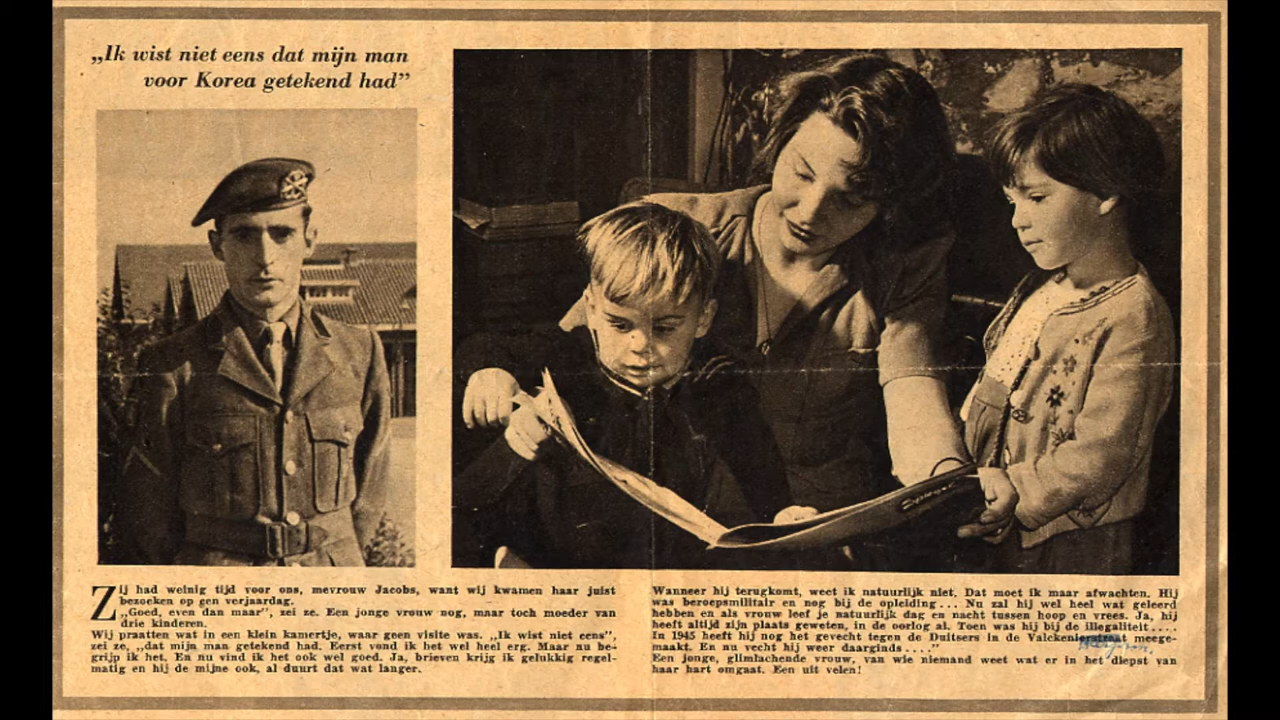 „Ik wist niet eens dat mijn man
voor Korea getekend had”
Zij had weinig tijd voor ons, mevrouw Jacobs, want wij kwamen haar juist
bezoeken op een verjaardag.
„Goed, even dan maar”, zei ze. Een jonge vrouw nog, maar toch moeder van
drie kinderen.
Wij praatten wat in een klein kamertje, waar geen visite was. „Ik wist niet eens”,
zei ze, „dat mijn man getekend had. Eerst vond ik het wel heel erg. Maar nu be-
grijp ik het. En nu vind ik het ook wel goed. Ja, brieven krijg ik gelukkig regel-
matig en hij de mijne ook, al duurt dat wat langer.
Wanneer hij terugkomt, weet ik natuurlijk niet. Dat moet ik maar afwachten. Hij
was beroepsmilitair en nog bij de opleiding... Nu zal hij wel heel wat geleerd
hebben en als vrouw leef je natuurlijk dag en nacht tussen hoop en vrees. Ja, hij
heeft altijd zijn plaats geweten, in de oorlog al. Toen was hij bij de illegaliteit....
In 1945 heeft hij nog het gevecht tegen de Duitsers in de Valckenierstraat meege-
maakt. En nu vecht hij weer daarginds....”
Een jonge, glimlachende vrouw, van wie niemand weet wat er in het diepst van
haar hart omgaat. Een uit velen!